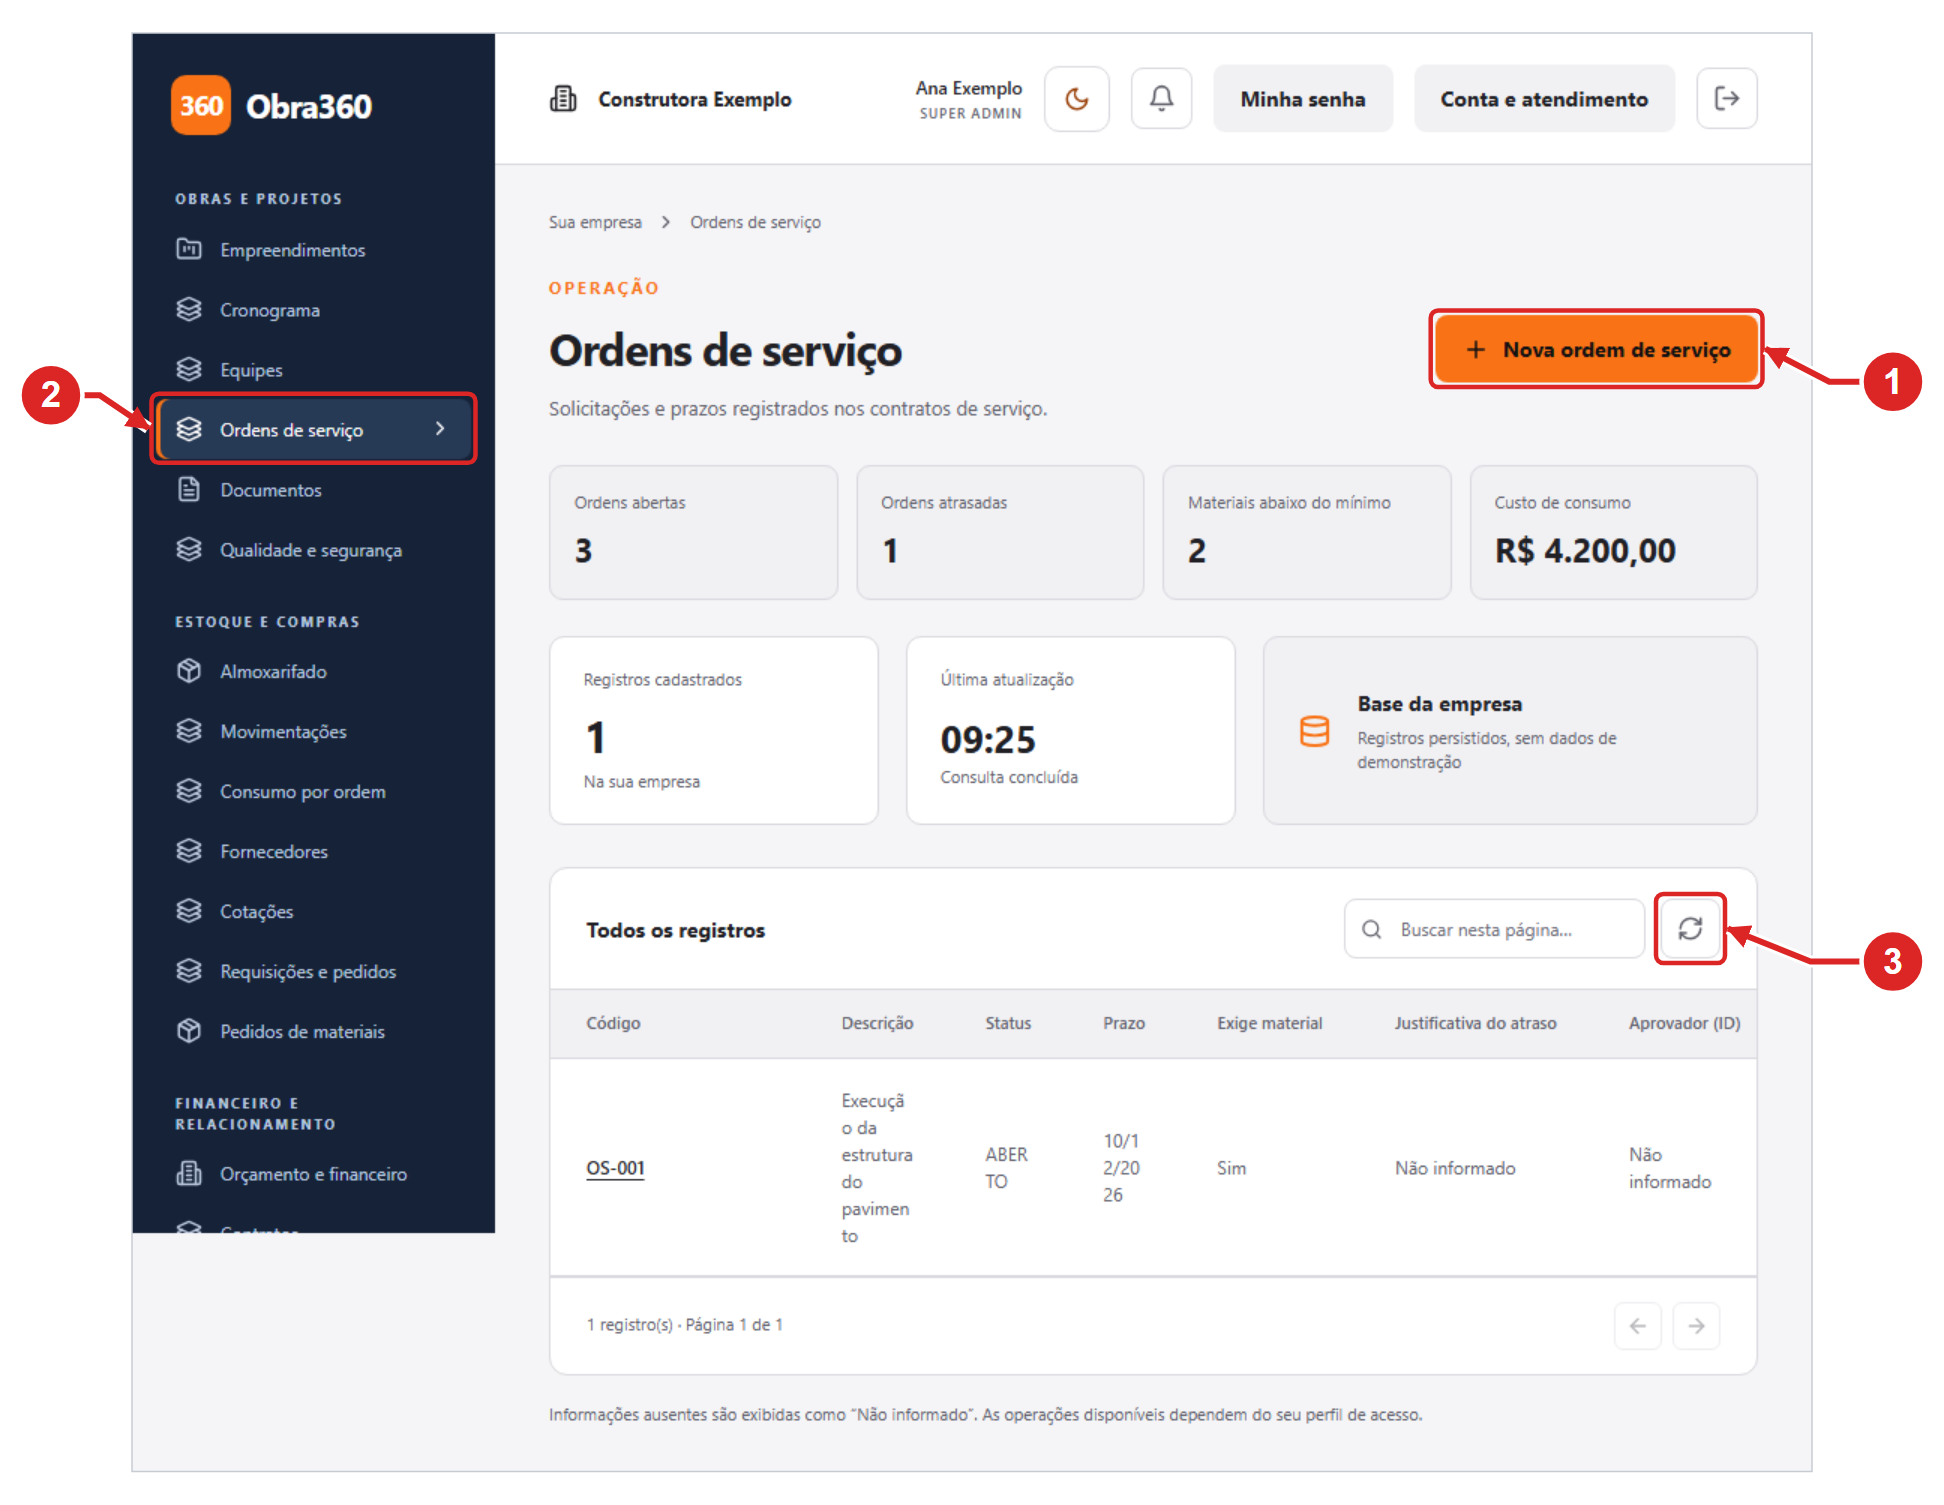 360 Obra360
OBRAS E PROJETOS
Empreendimentos
Cronograma
Equipes
2
Ordens de serviço
Documentos
Qualidade e segurança
ESTOQUE E COMPRAS
Almoxarifado
Movimentações
Consumo por ordem
Fornecedores
Cotações
Requisições e pedidos
Pedidos de materiais
FINANCEIRO E
RELACIONAMENTO
Orçamento e financeiro
Construtora Exemplo
Ana Exemplo
SUPER ADMIN
Minha senha
Conta e atendimento
Sua empresa > Ordens de serviço
OPERAÇÃO
Ordens de serviço
+ Nova ordem de serviço
1
Solicitações e prazos registrados nos contratos de serviço.
Ordens abertas
3
Ordens atrasadas
1
Materiais abaixo do mínimo
2
Custo de consumo
R$ 4.200,00
Registros cadastrados
1
Na sua empresa
Última atualização
09:25
Consulta concluída
Base da empresa
Registros persistidos, sem dados de
demonstração
Todos os registros
Buscar nesta página...
3
Código Descrição Status Prazo Exige material Justificativa do atraso Aprovador (ID)
OS-001
Execuçã
o da
estrutura
do
pavimen
to
ABER
TO
10/1
2/20
26
Sim
Não informado
Não
informado
1 registro(s) · Página 1 de 1
Informações ausentes são exibidas como “Não informado”. As operações disponíveis dependem do seu perfil de acesso.